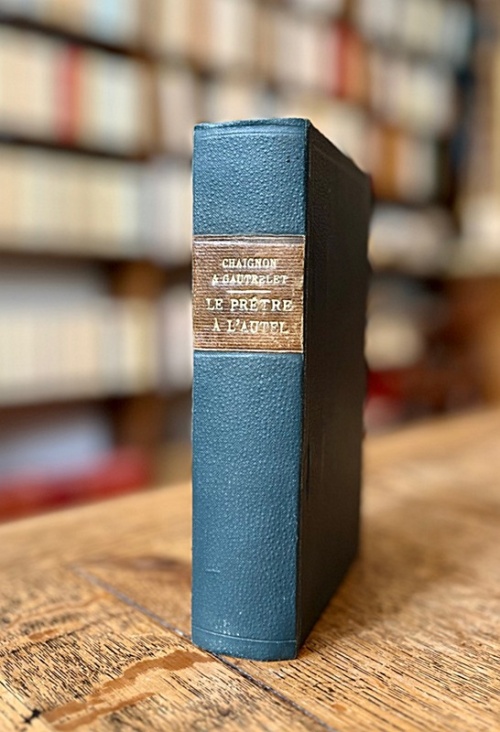 CHAIGNON
& GAUTRELET
LE PRÊTRE
À L'AUTEL